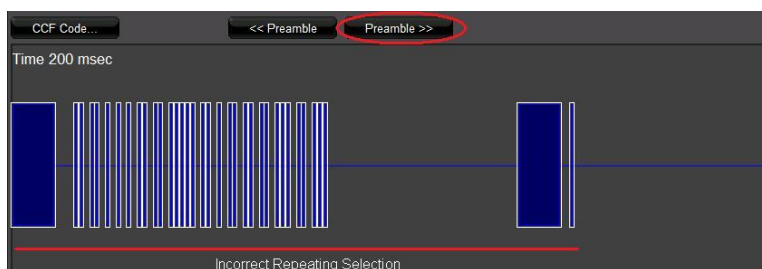 CCF Code... << Preamble Preamble >>
Time 200 msec
Incorrect Repeating Selection